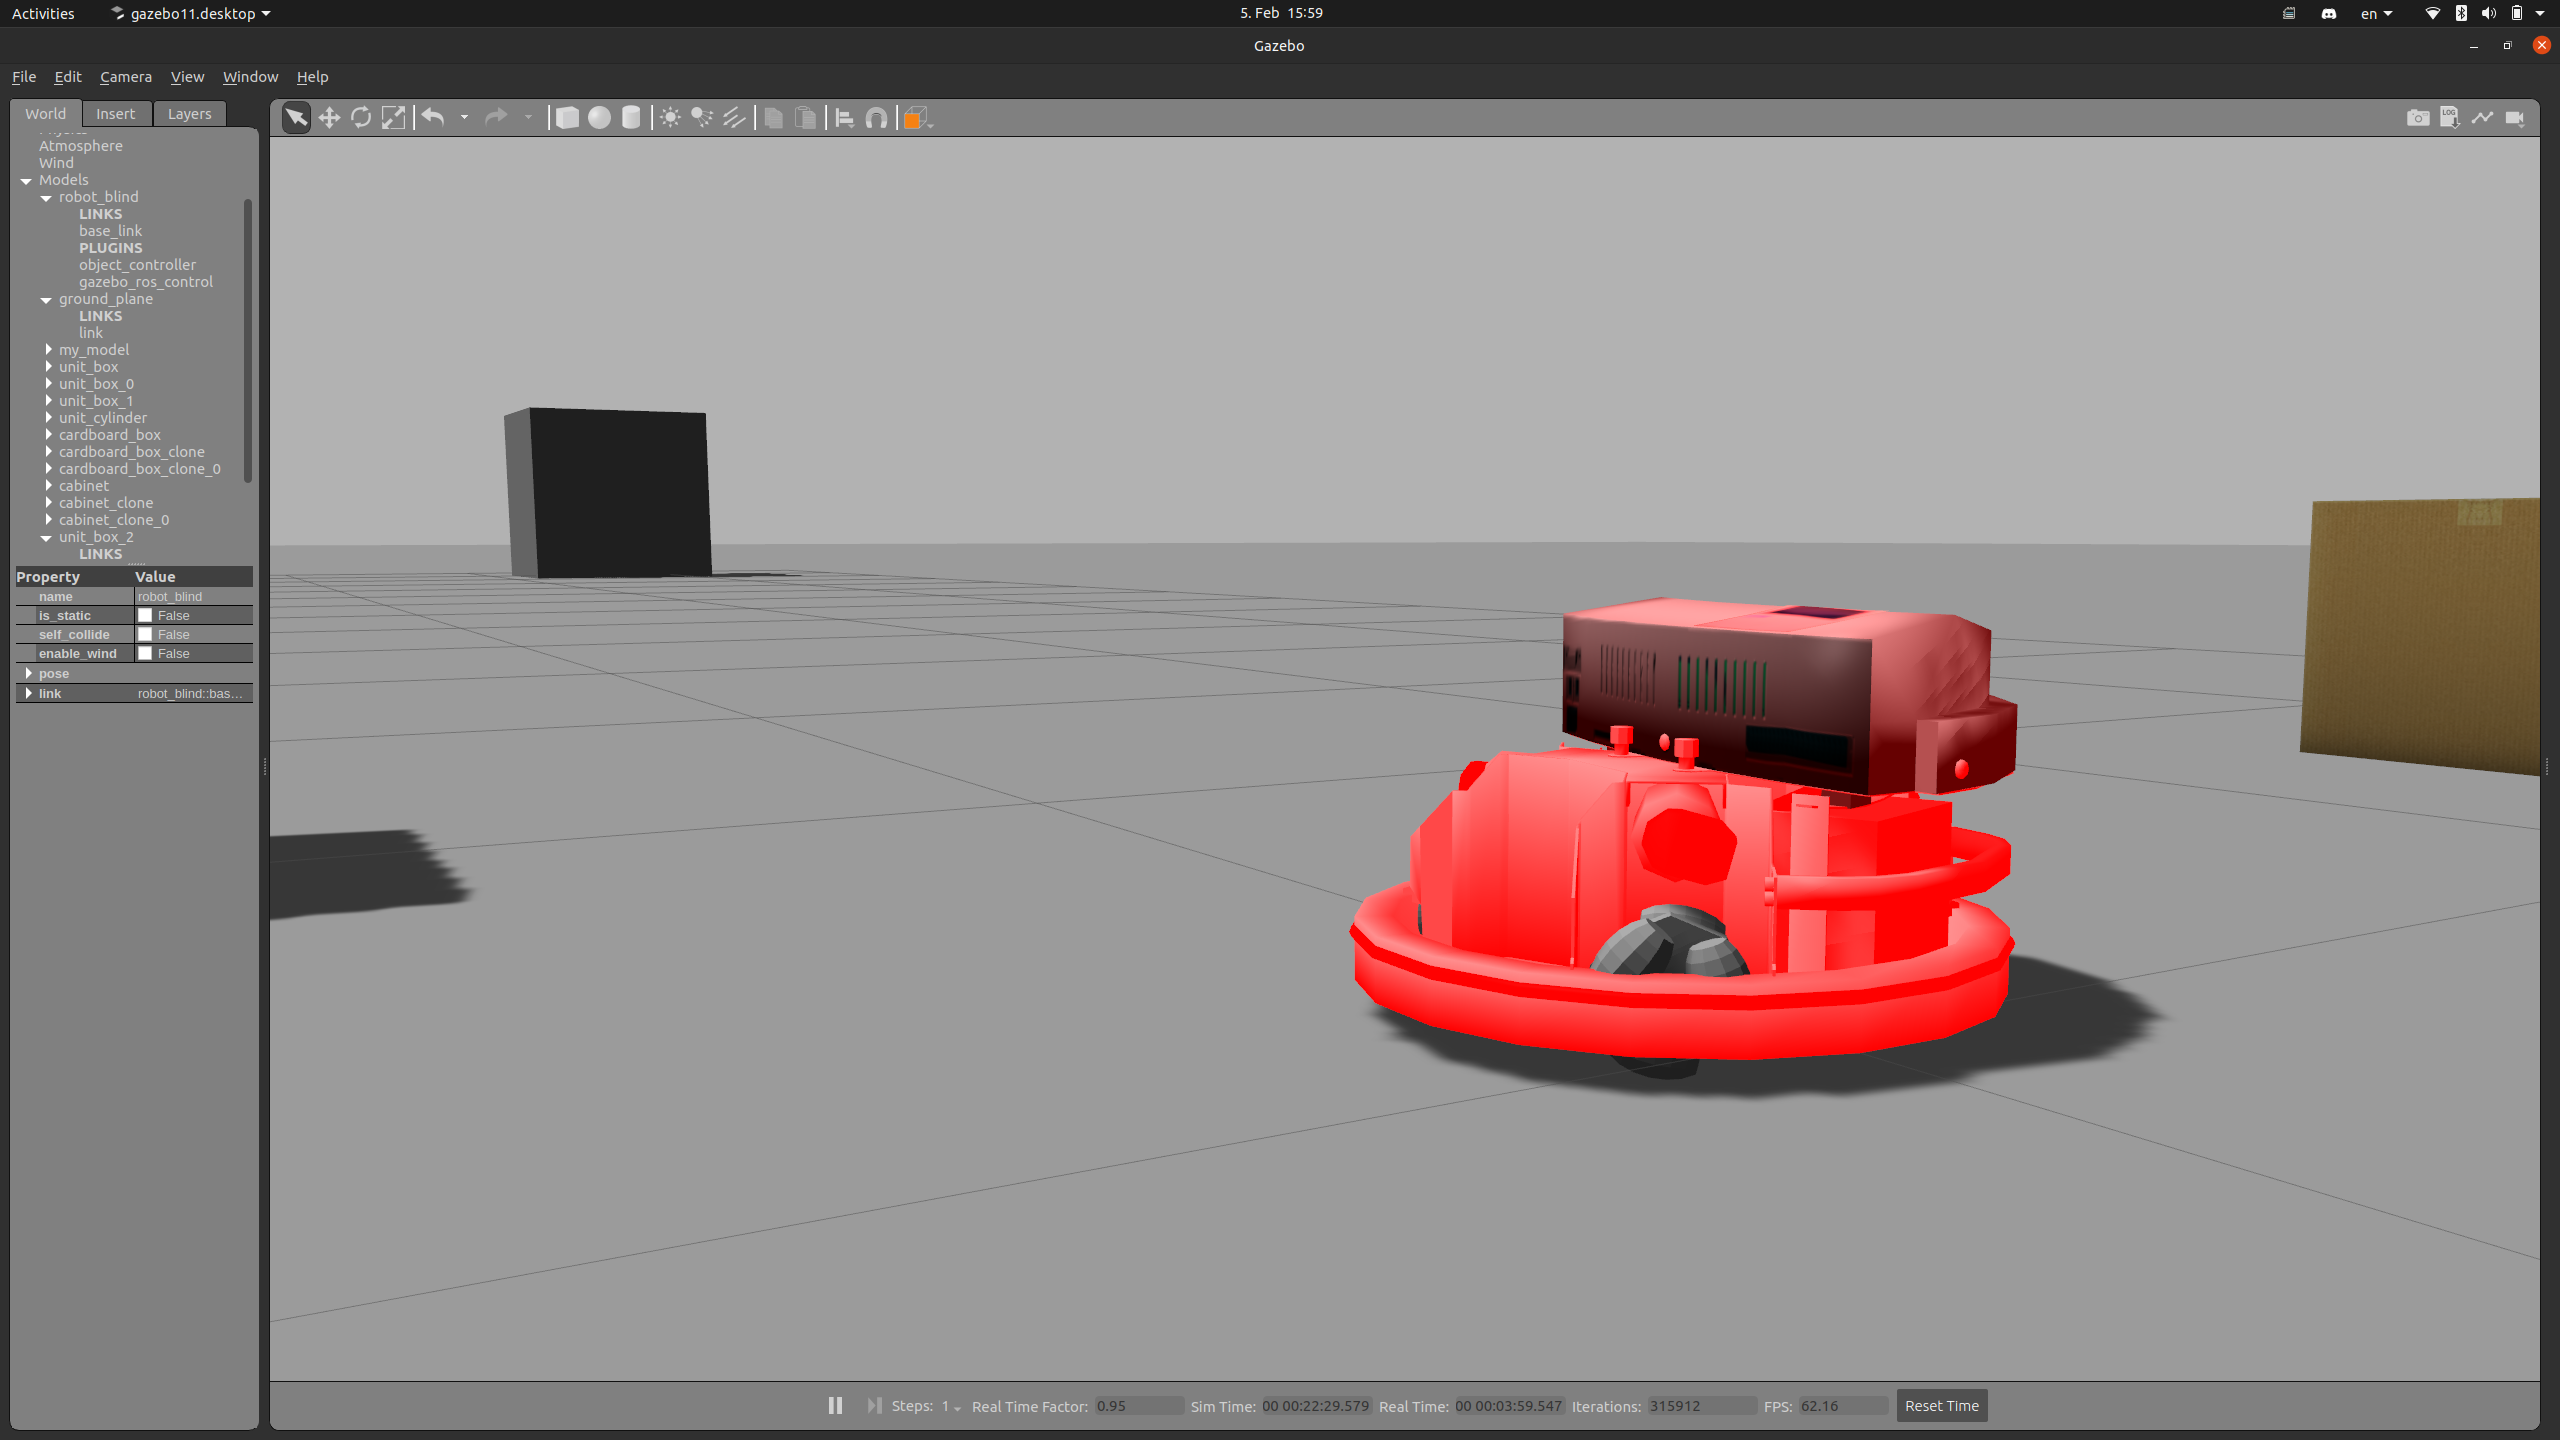 Activities gazebo11.desktop 5. Feb 15:59 en
Gazebo
File Edit Camera View Window Help
World Insert Layers
Physics
Atmosphere
Wind
Models
robot_blind
LINKS
base_link
PLUGINS
object_controller
gazebo_ros_control
ground_plane
LINKS
link
my_model
unit_box
unit_box_0
unit_box_1
unit_cylinder
cardboard_box
cardboard_box_clone
cardboard_box_clone_0
cabinet
cabinet_clone
cabinet_clone_0
unit_box_2
LINKS
Property Value
name robot_blind
is_static False
self_collide False
enable_wind False
pose
link robot_blind::bas...
LOG
Steps: 1 Real Time Factor: 0.95 Sim Time: 00 00:22:29.579 Real Time: 00 00:03:59.547 Iterations: 315912 FPS: 62.16 Reset Time